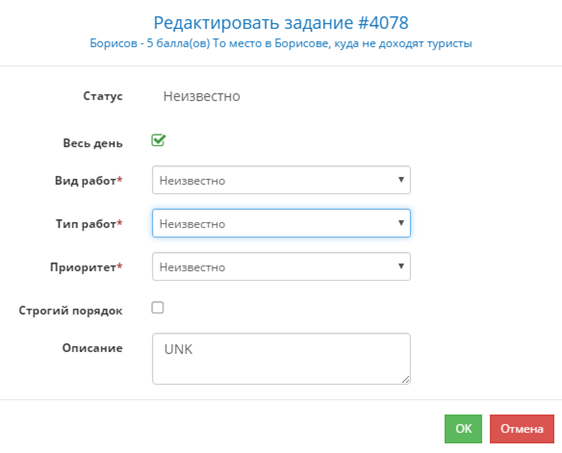 Редактировать задание #4078
Борисов - 5 балла(ов) То место в Борисове, куда не доходят туристы
Статус Неизвестно
Весь день
Вид работ* Неизвестно
Тип работ* Неизвестно
Приоритет* Неизвестно
Строгий порядок
Описание UNK
OK Отмена